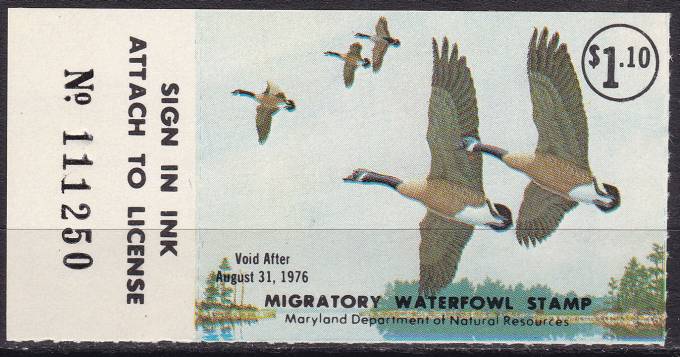 SIGN IN INK
ATTACH TO LICENSE
№ 111250
$1.10
Void After
August 31, 1976
MIGRATORY WATERFOWL STAMP
Maryland Department of Natural Resources